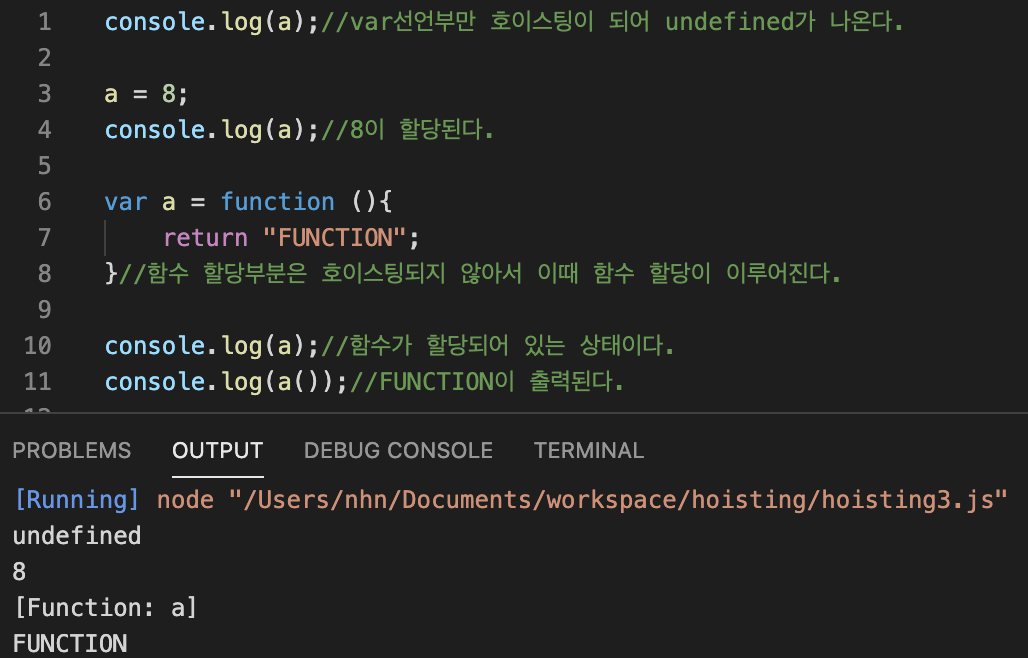 1 console.log(a);//var선언부만 호이스팅이 되어 undefined가 나온다.
2
3 a = 8;
4 console.log(a);//8이 할당된다.
5
6 var a = function (){
7 return "FUNCTION";
8 }//함수 할당부분은 호이스팅되지 않아서 이때 함수 할당이 이루어진다.
9
10 console.log(a);//함수가 할당되어 있는 상태이다.
11 console.log(a());//FUNCTION이 출력된다.
PROBLEMS OUTPUT DEBUG CONSOLE TERMINAL
[Running] node "/Users/nhn/Documents/workspace/hoisting/hoisting3.js"
undefined
8
[Function: a]
FUNCTION